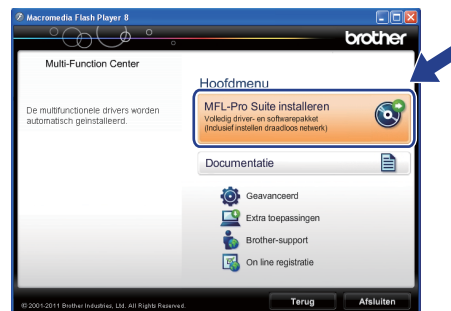 Macromedia Flash Player 8
brother
Multi-Function Center
De multifunctionele drivers worden
automatisch geïnstalleerd.
Hoofdmenu
MFL-Pro Suite installeren
Volledig driver- en softwarepakket
(Inclusief instellen draadloos netwerk)
Documentatie
Geavanceerd
Extra toepassingen
Brother-support
On line registratie
© 2001-2011 Brother Industries, Ltd. All Rights Reserved.
Terug
Afsluiten